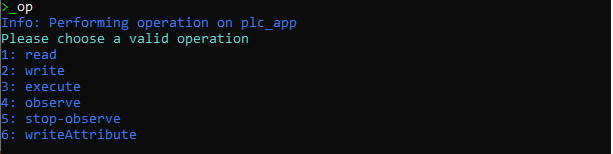 >_op
Info: Performing operation on plc_app
Please choose a valid operation
1: read
2: write
3: execute
4: observe
5: stop-observe
6: writeAttribute